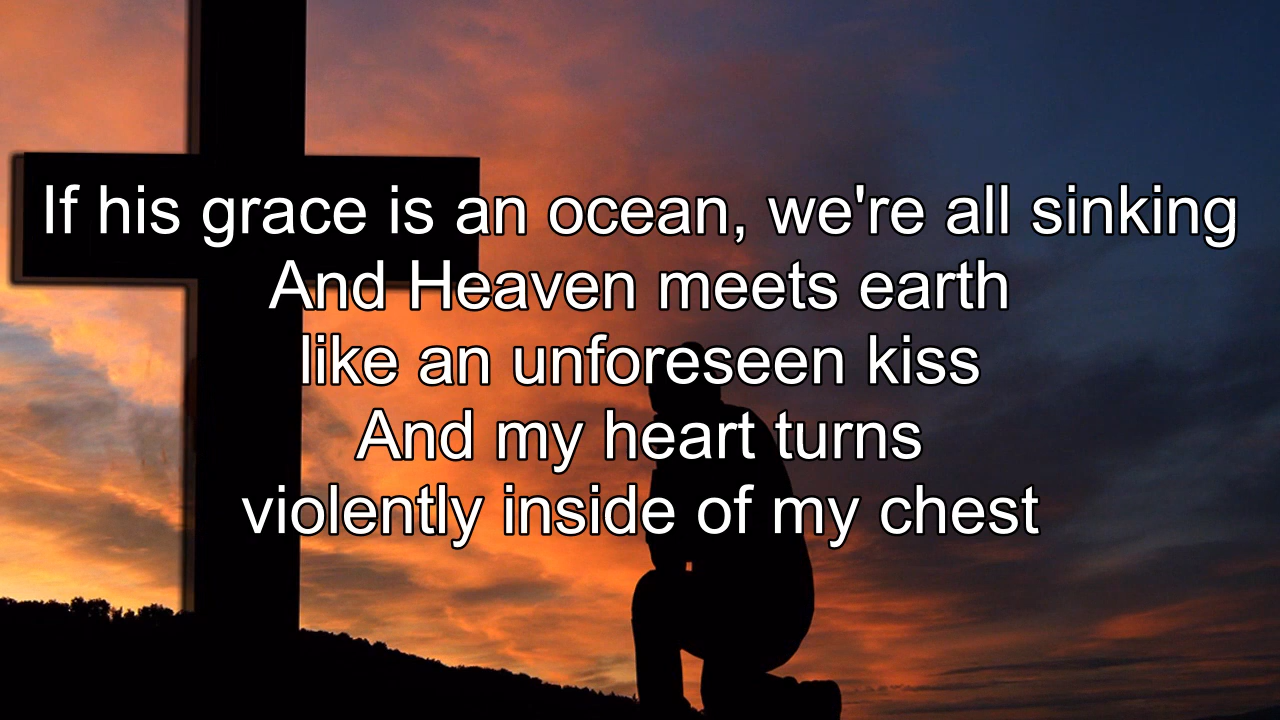 If his grace is an ocean, we're all sinking
And Heaven meets earth
like an unforeseen kiss
And my heart turns
violently inside of my chest